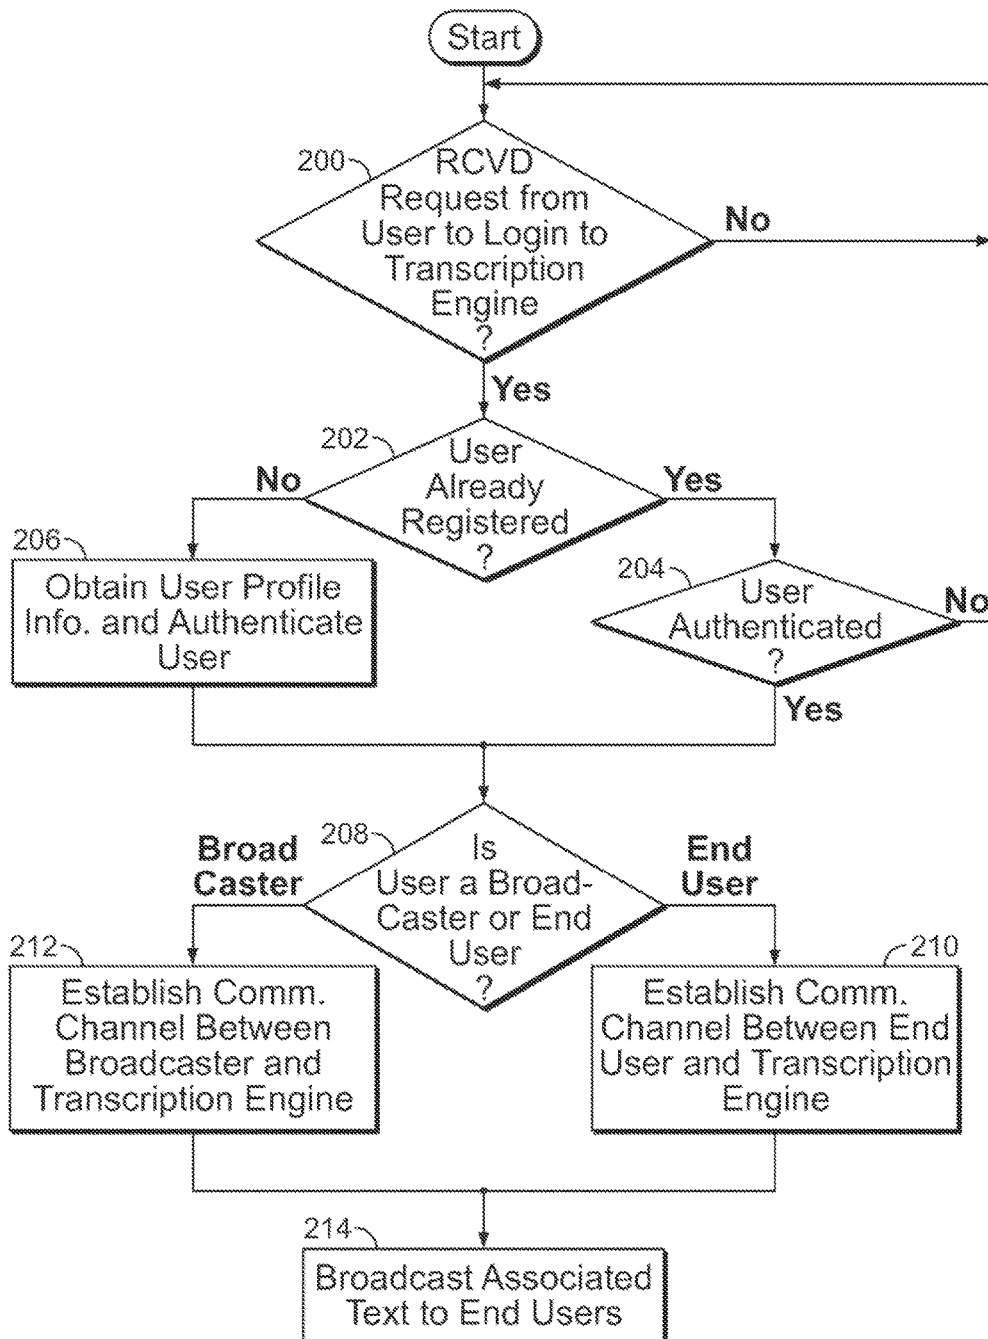 Start
200
RCVD
Request from
User to Login to
Transcription
Engine
?
No
Yes
202
User
Already
Registered
?
No
Yes
206
Obtain User Profile
Info. and Authenticate
User
204
User
Authenticated
?
No
Yes
208
Is
User a Broad-
Caster or End
User
?
Broad
Caster
End
User
212
Establish Comm.
Channel Between
Broadcaster and
Transcription Engine
210
Establish Comm.
Channel Between End
User and Transcription
Engine
214
Broadcast Associated
Text to End Users